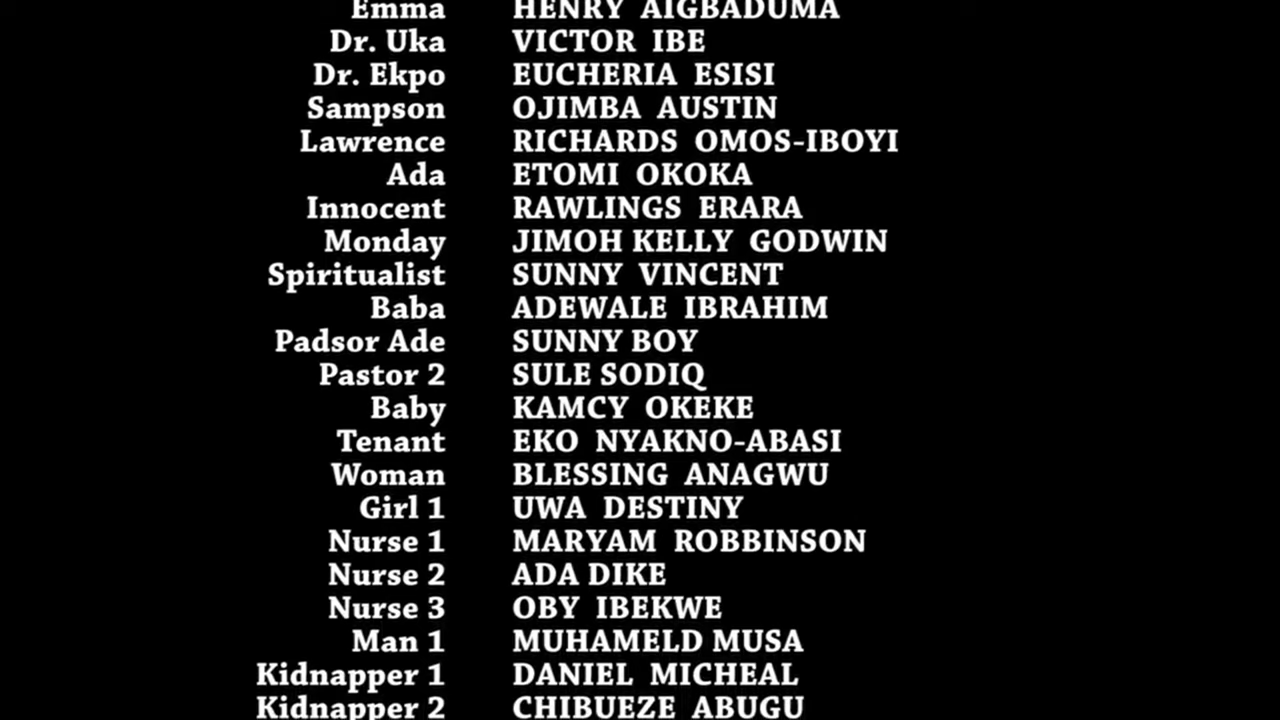 Emma HENRY AIGBADUMA
Dr. Uka VICTOR IBE
Dr. Ekpo EUCHERIA ESISI
Sampson OJIMBA AUSTIN
Lawrence RICHARDS OMOS-IBOYI
Ada ETOMI OKOKA
Innocent RAWLINGS ERARA
Monday JIMOH KELLY GODWIN
Spiritualist SUNNY VINCENT
Baba ADEWALE IBRAHIM
Padsor Ade SUNNY BOY
Pastor 2 SULE SODIQ
Baby KAMCY OKEKE
Tenant EKO NYAKNO-ABASI
Woman BLESSING ANAGWU
Girl 1 UWA DESTINY
Nurse 1 MARYAM ROBBINSON
Nurse 2 ADA DIKE
Nurse 3 OBY IBEKWE
Man 1 MUHAMELD MUSA
Kidnapper 1 DANIEL MICHEAL
Kidnapper 2 CHIBUEZE ABUGU